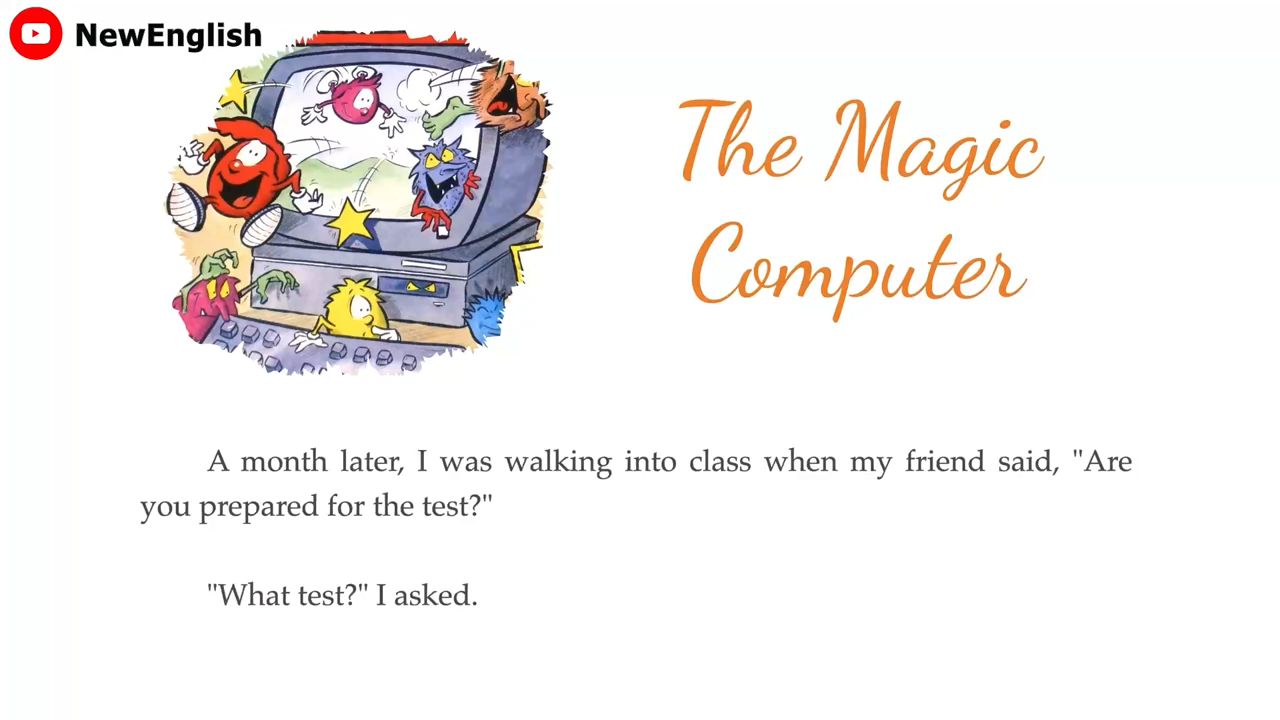 NewEnglish
The Magic
Computer
A month later, I was walking into class when my friend said, "Are
you prepared for the test?"
"What test?" I asked.